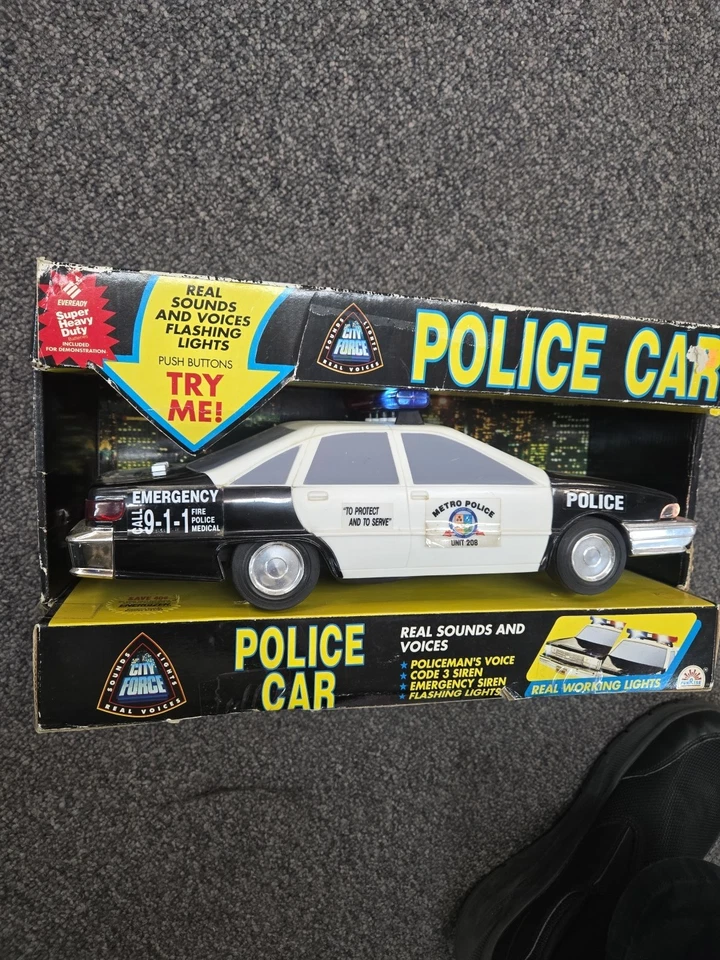 EVEREADY
Super
Heavy
Duty
INCLUDED
FOR DEMONSTRATION
REAL
SOUNDS
AND VOICES
FLASHING
LIGHTS
PUSH BUTTONS
TRY
ME!
SOUNDS LIGHTS
CITY
FORCE
REAL VOICES
POLICE CAR
EMERGENCY
CALL
9-1-1
FIRE
POLICE
MEDICAL
"TO PROTECT
AND TO SERVE"
METRO POLICE
UNIT 208
POLICE
SOUNDS LIGHTS
CITY
FORCE
REAL VOICES
POLICE
CAR
REAL SOUNDS AND
VOICES
★ POLICEMAN'S VOICE
★ CODE 3 SIREN
★ EMERGENCY SIREN
★ FLASHING LIGHTS
REAL WORKING LIGHTS